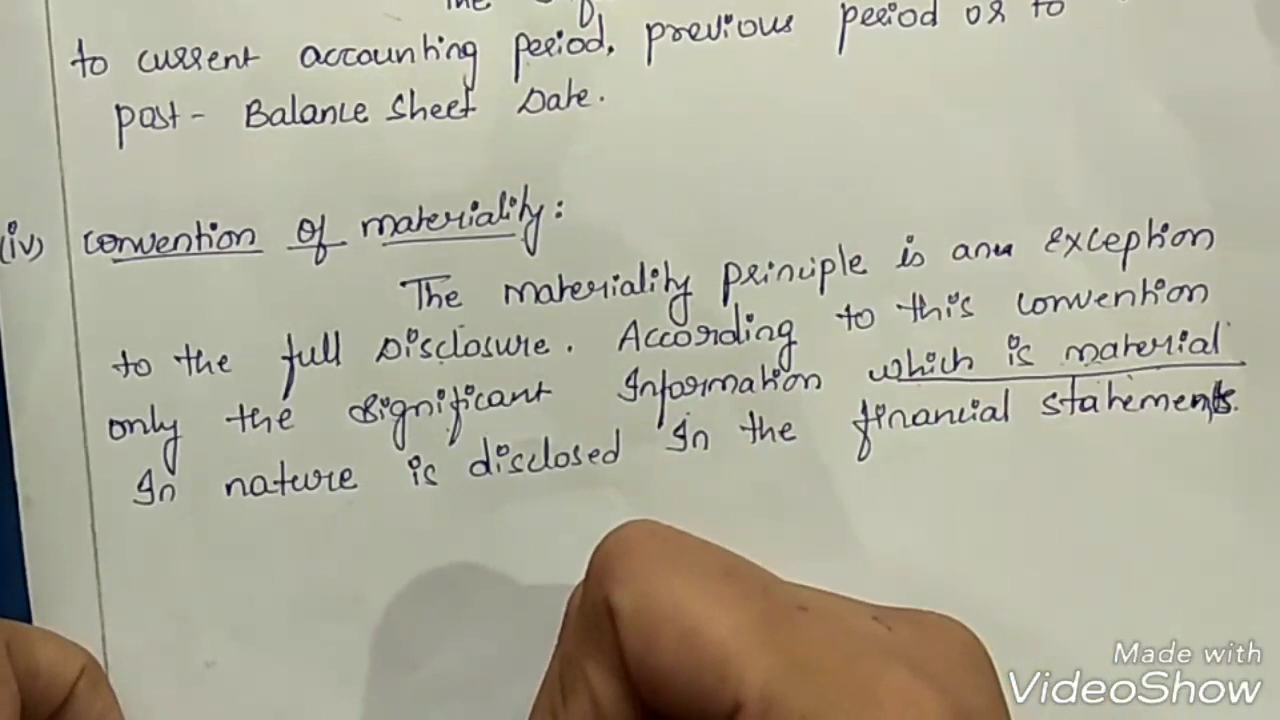 The
to current accounting period, previous period or to
post - Balance sheet Date.
(iv) convention of materiality:
The materiality principle is an exception
to the full Disclosure. According to this convention
only the significant Information which is material
In nature is disclosed In the financial statements.
Made with
VideoShow